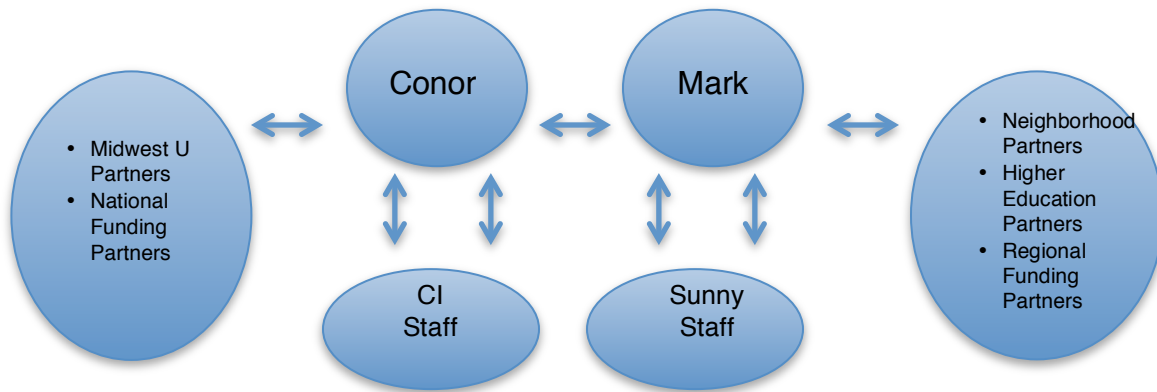 Conor
Mark
• Midwest U
Partners
• National
Funding
Partners
• Neighborhood
Partners
• Higher
Education
Partners
• Regional
Funding
Partners
CI
Staff
Sunny
Staff